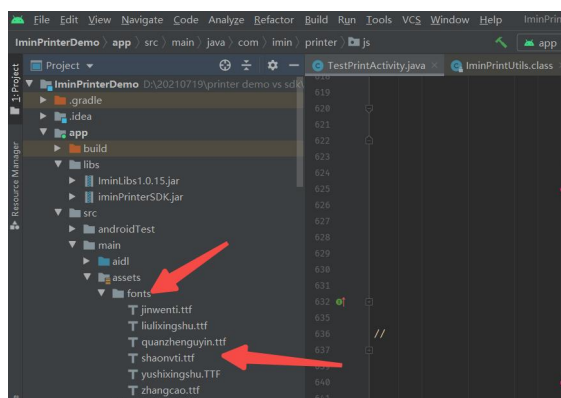 File Edit View Navigate Code Analyze Refactor Build Run Tools VCS Window Help IminPrin
IminPrinterDemo app src main java com imin printer js app
Project TestPrintActivity.java IminPrintUtils.class
1: Project
Resource Manager
IminPrinterDemo D:\20210719\printer demo vs sdk\
.gradle
.idea
app
build
libs
IminLibs1.0.15.jar
iminPrinterSDK.jar
src
androidTest
main
aidl
assets
fonts
jinwenti.ttf
liulixingshu.ttf
quanzhenguyin.ttf
shaonvti.ttf
yushixingshu.TTF
zhangcao.ttf
619
620
621
622
623
624
625
626
627
628
629
630
631
632
635
636 //
637
640